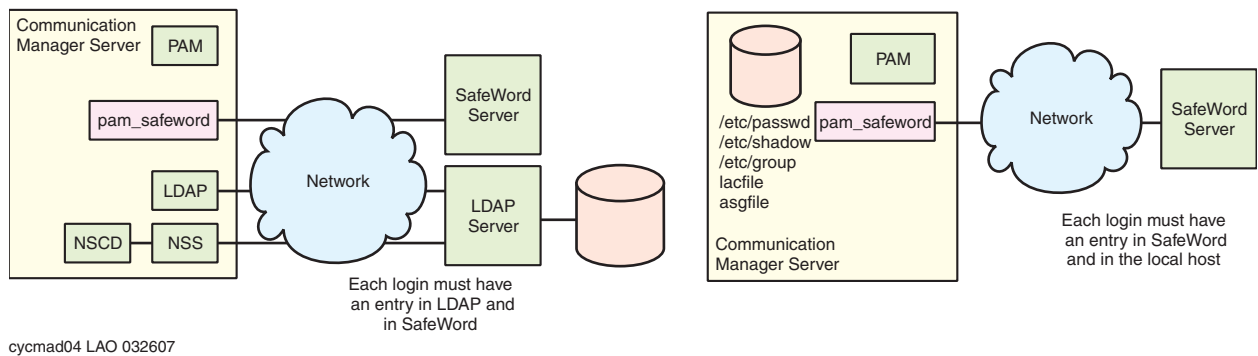 Communication
Manager Server
PAM
pam_safeword
LDAP
NSCD
NSS
Network
SafeWord
Server
LDAP
Server
Each login must have
an entry in LDAP and
in SafeWord
cycmad04 LAO 032607
PAM
/etc/passwd
/etc/shadow
/etc/group
lacfile
asgfile
pam_safeword
Communication
Manager Server
Network
SafeWord
Server
Each login must have
an entry in SafeWord
and in the local host